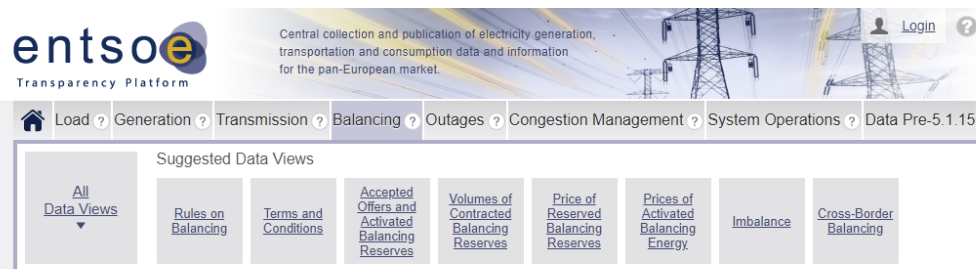 entsoe
Transparency Platform
Central collection and publication of electricity generation,
transportation and consumption data and information
for the pan-European market.
Login ?
Load ? Generation ? Transmission ? Balancing ? Outages ? Congestion Management ? System Operations ? Data Pre-5.1.15
Suggested Data Views
All
Data Views
Rules on
Balancing
Terms and
Conditions
Accepted
Offers and
Activated
Balancing
Reserves
Volumes of
Contracted
Balancing
Reserves
Price of
Reserved
Balancing
Reserves
Prices of
Activated
Balancing
Energy
Imbalance
Cross-Border
Balancing